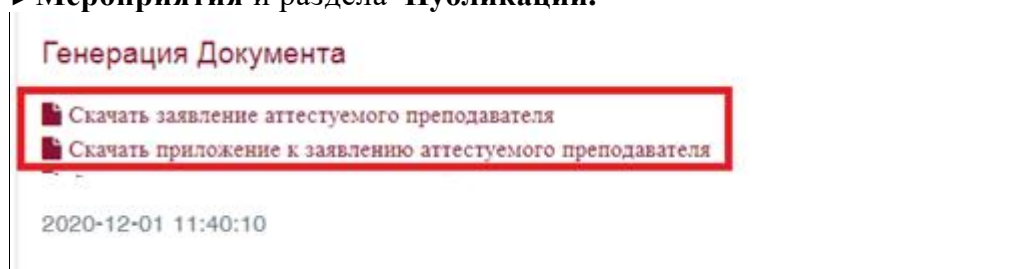 ▸ Мероприятия и раздела Публикации.
Генерация Документа
Скачать заявление аттестуемого преподавателя
Скачать приложение к заявлению аттестуемого преподавателя
2020-12-01 11:40:10